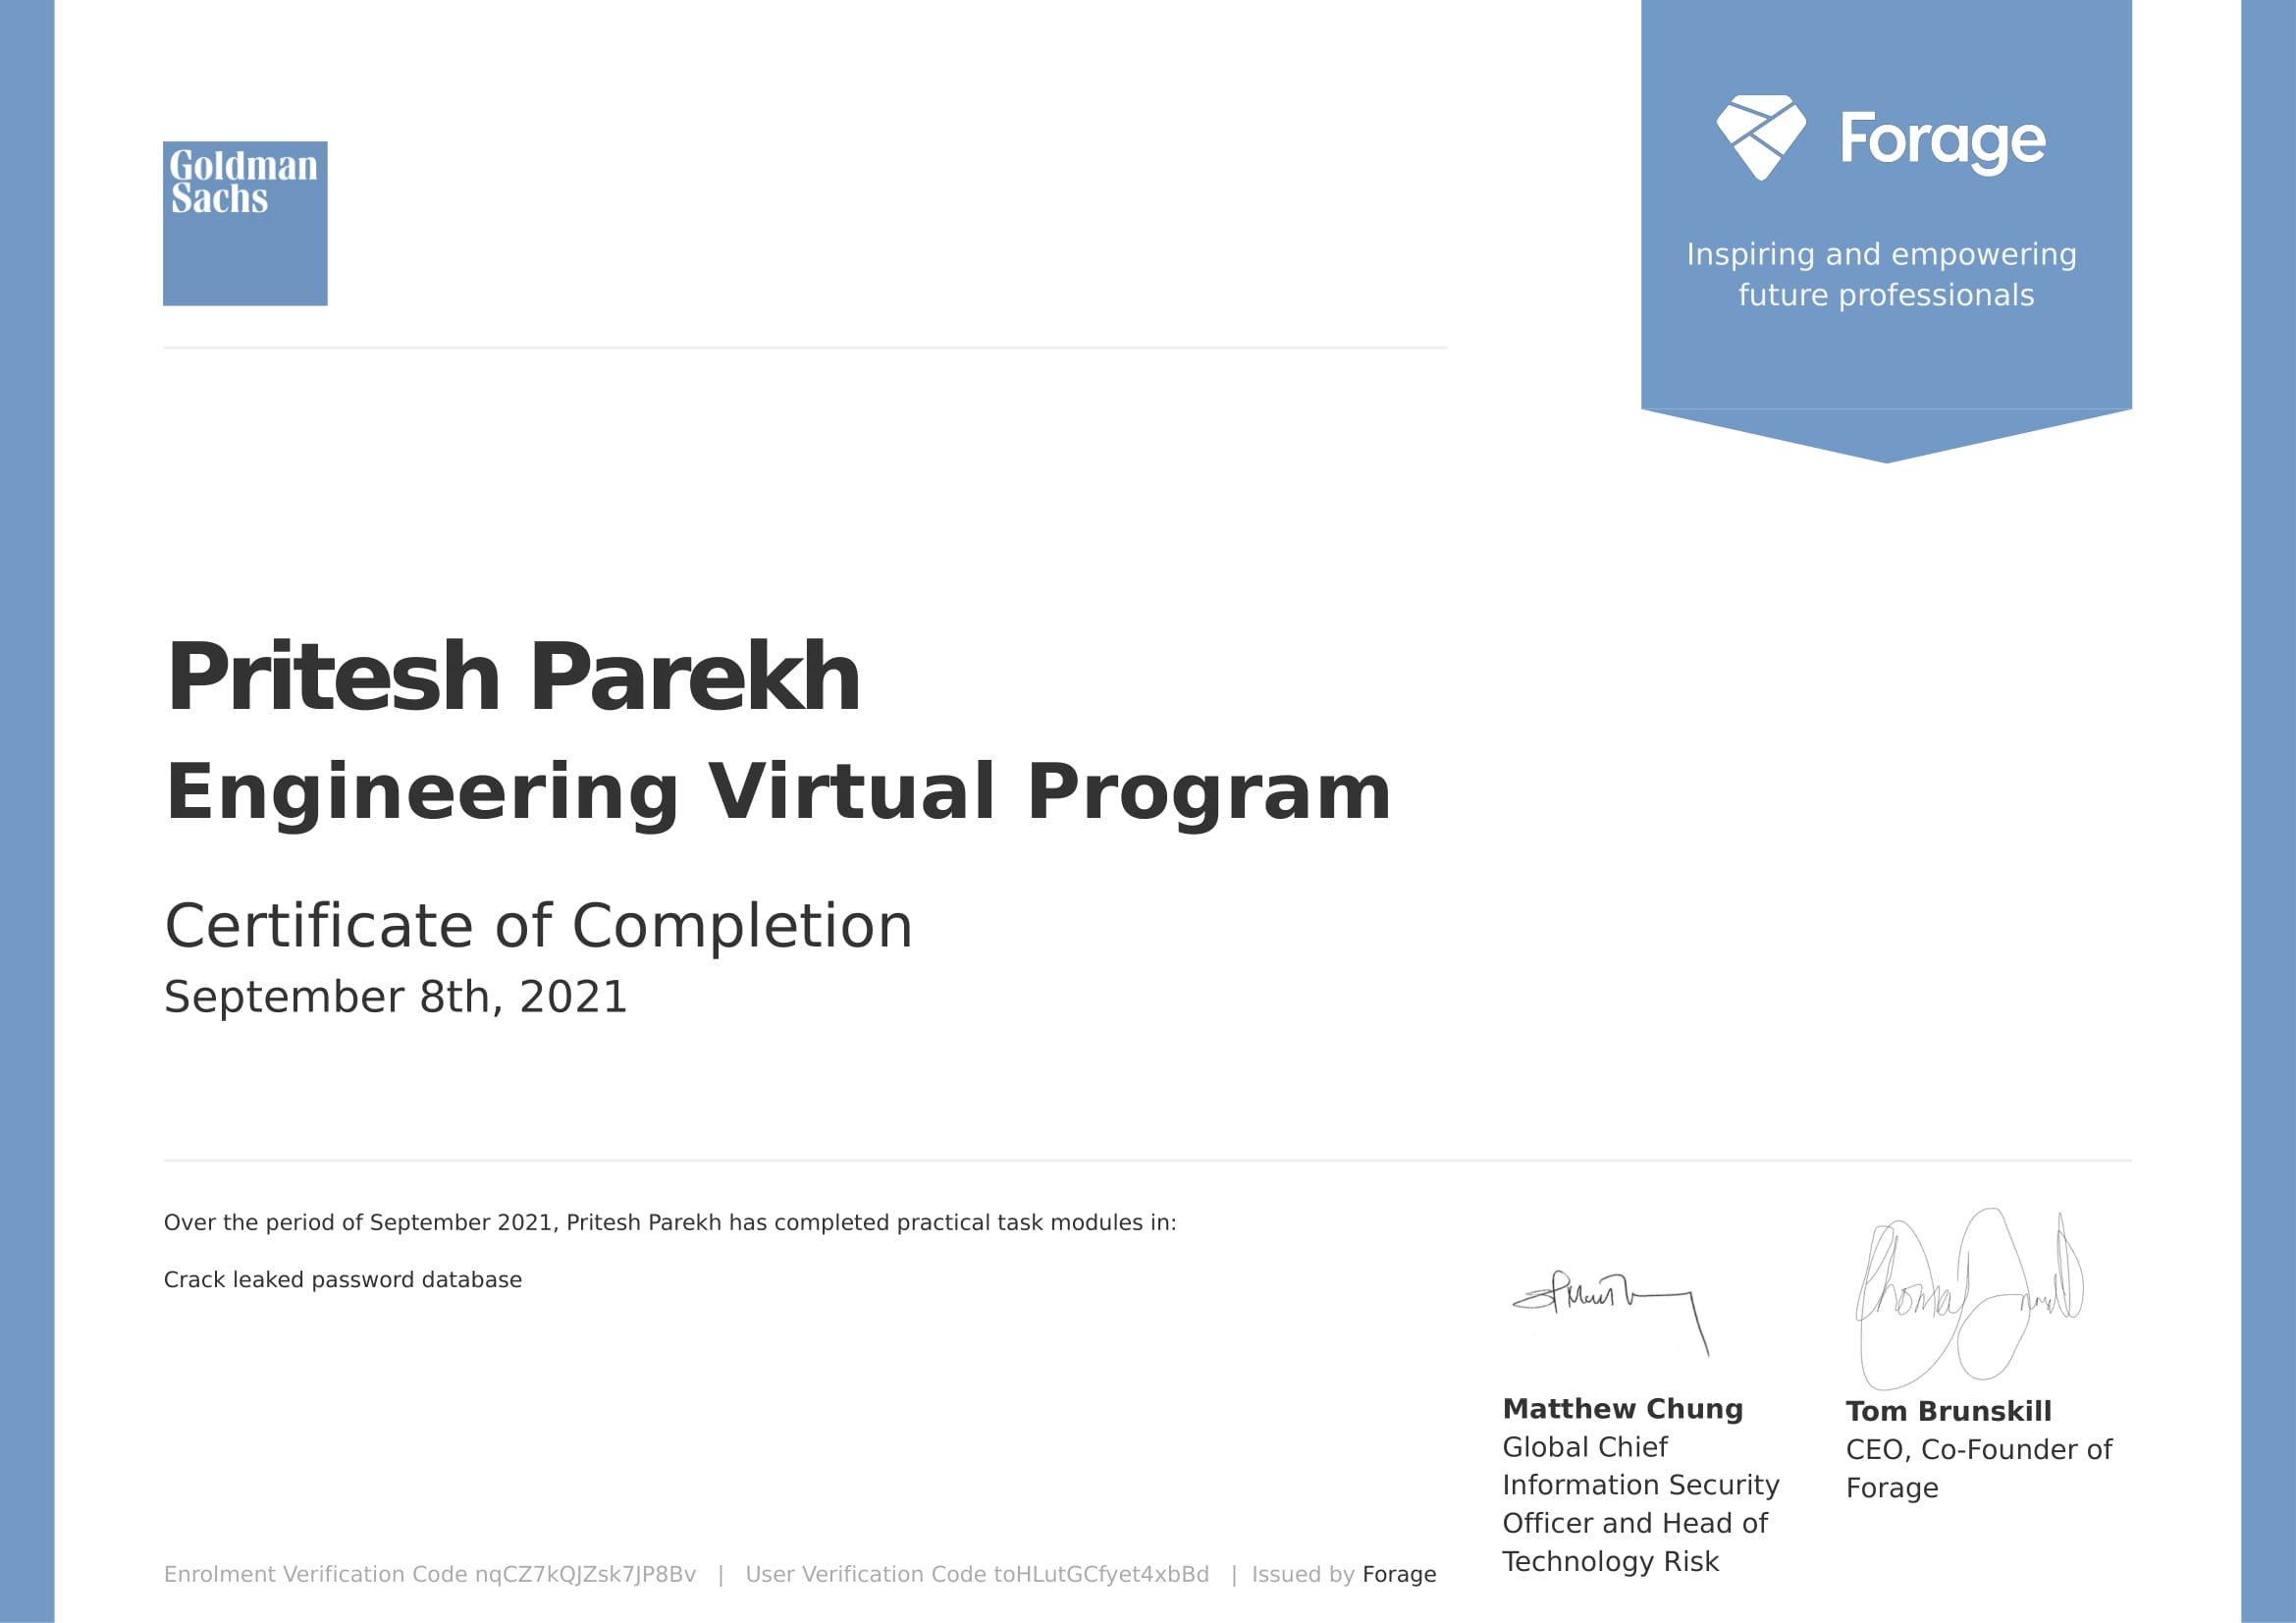 Goldman
Sachs
Forage
Inspiring and empowering
future professionals
Pritesh Parekh
Engineering Virtual Program
Certificate of Completion
September 8th, 2021
Over the period of September 2021, Pritesh Parekh has completed practical task modules in:
Crack leaked password database
Matthew Chung
Global Chief
Information Security
Officer and Head of
Technology Risk
Tom Brunskill
CEO, Co-Founder of
Forage
Enrolment Verification Code nqCZ7kQJZsk7JP8Bv | User Verification Code toHLutGCfyet4xbBd | Issued by Forage